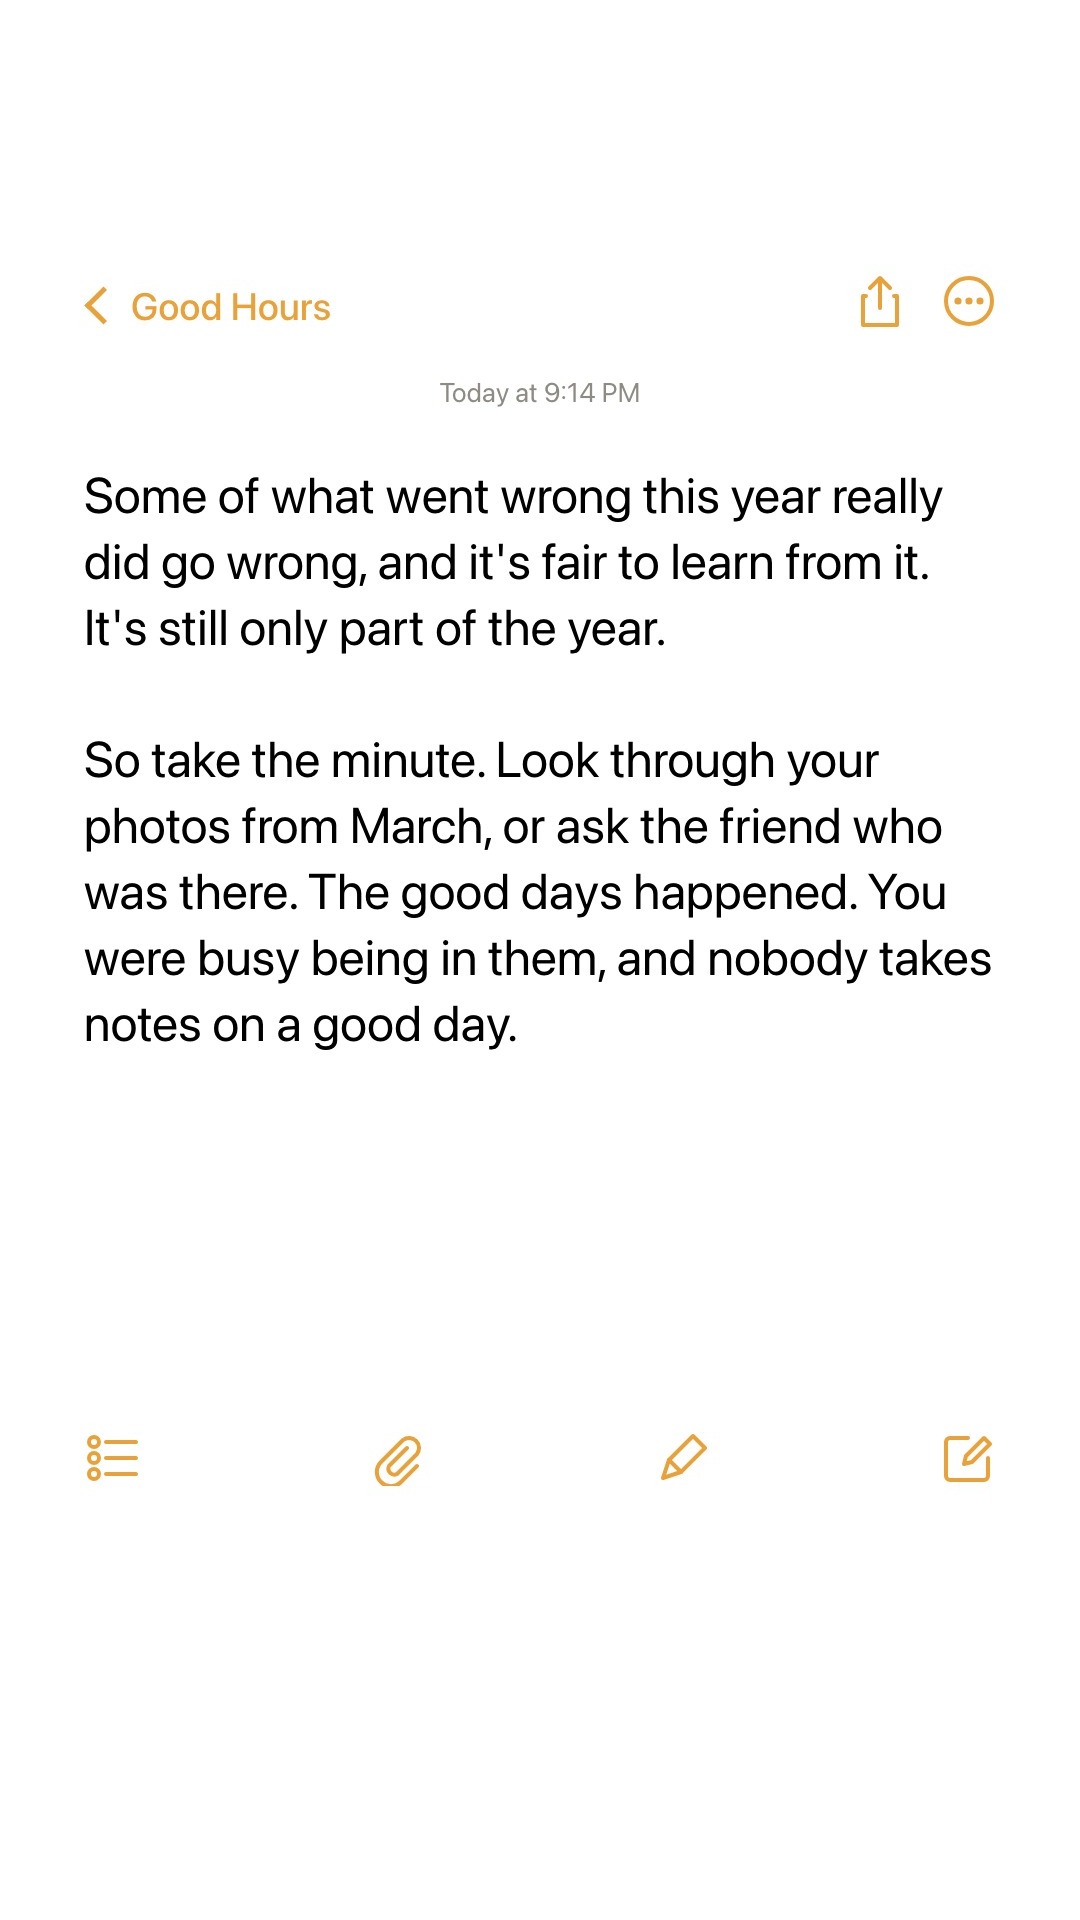 Good Hours
Today at 9:14 PM
Some of what went wrong this year really
did go wrong, and it's fair to learn from it.
It's still only part of the year.
So take the minute. Look through your
photos from March, or ask the friend who
was there. The good days happened. You
were busy being in them, and nobody takes
notes on a good day.